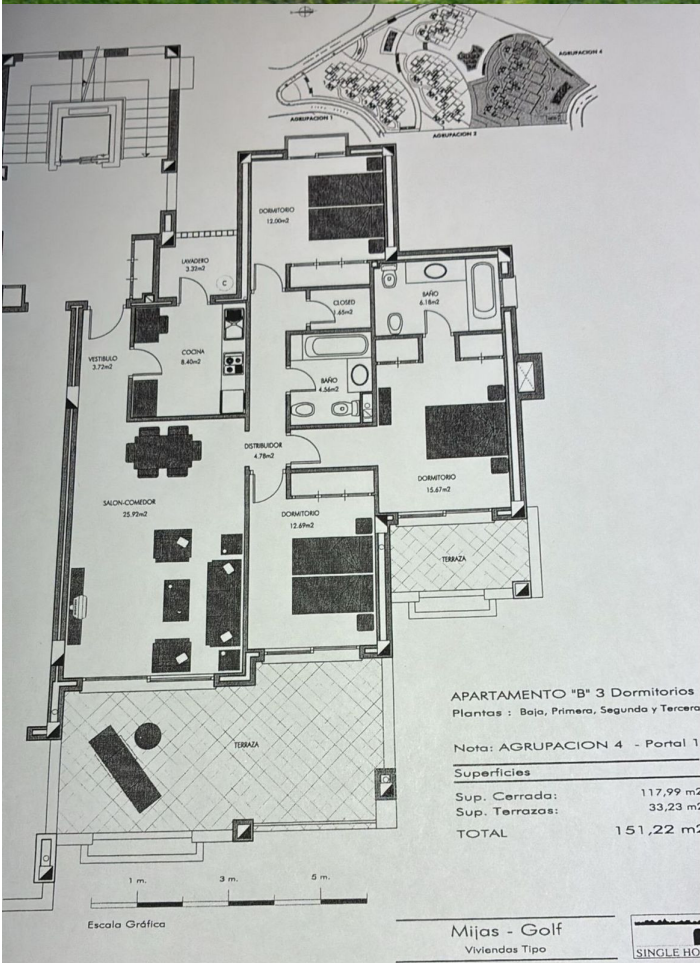 AGRUPACION 4
AGRUPACION 1
AGRUPACION 2
DORMITORIO
12.00m2
LAVADERO
3.32m2
C
CLOSED
1.65m2
BAÑO
6.18m2
VESTIBULO
3.72m2
COCINA
8.40m2
BAÑO
4.56m2
DISTRIBUIDOR
4.78m2
DORMITORIO
15.67m2
SALON-COMEDOR
25.92m2
DORMITORIO
12.69m2
TERRAZA
TERRAZA
APARTAMENTO "B" 3 Dormitorios
Plantas : Baja, Primera, Segunda y Tercera
Nota: AGRUPACION 4 - Portal 1
Superficies
Sup. Cerrada: 117,99 m2
Sup. Terrazas: 33,23 m2
TOTAL 151,22 m2
1 m. 3 m. 5 m.
Escala Gráfica
Mijas - Golf
Viviendas Tipo
SINGLE HO